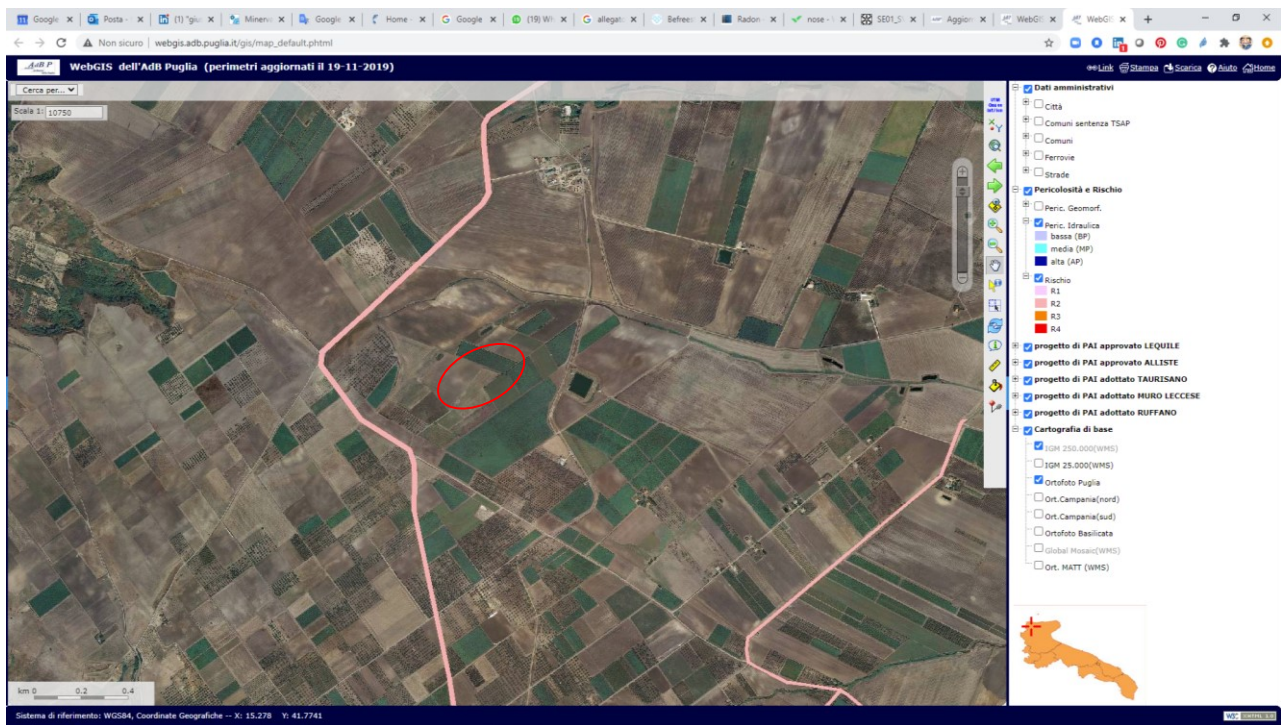 Google
Posta -
(1) "giu
Minerv
Google
Home -
Google
(19) Wh
allegato
Befrees
Radon
nose -
SE01_S
Aggion
WebGI
WebGI
Non sicuro | webgis.adb.puglia.it/gis/map_default.phtml
AdB P WebGIS dell'AdB Puglia (perimetri aggiornati il 19-11-2019)
Link Stampa Scarica Aiuto Home
Cerca per...
Scala 1: 10750
Dati amministrativi
Città
Comuni sentenza TSAP
Comuni
Ferrovie
Strade
Pericolosità e Rischio
Peric. Geomorf.
Peric. Idraulica
bassa (BP)
media (MP)
alta (AP)
Rischio
R1
R2
R3
R4
progetto di PAI approvato LEQUILE
progetto di PAI approvato ALLISTE
progetto di PAI adottato TAURISANO
progetto di PAI adottato MURO LECCESE
progetto di PAI adottato RUFFANO
Cartografia di base
IGM 250.000(WMS)
IGM 25.000(WMS)
Ortofoto Puglia
Ort.Campania(nord)
Ort.Campania(sud)
Ortofoto Basilicata
Global Mosaic(WMS)
Ort. MATT (WMS)
km 0 0.2 0.4
Sistema di riferimento: WGS84, Coordinate Geografiche -- X: 15.278 Y: 41.7741